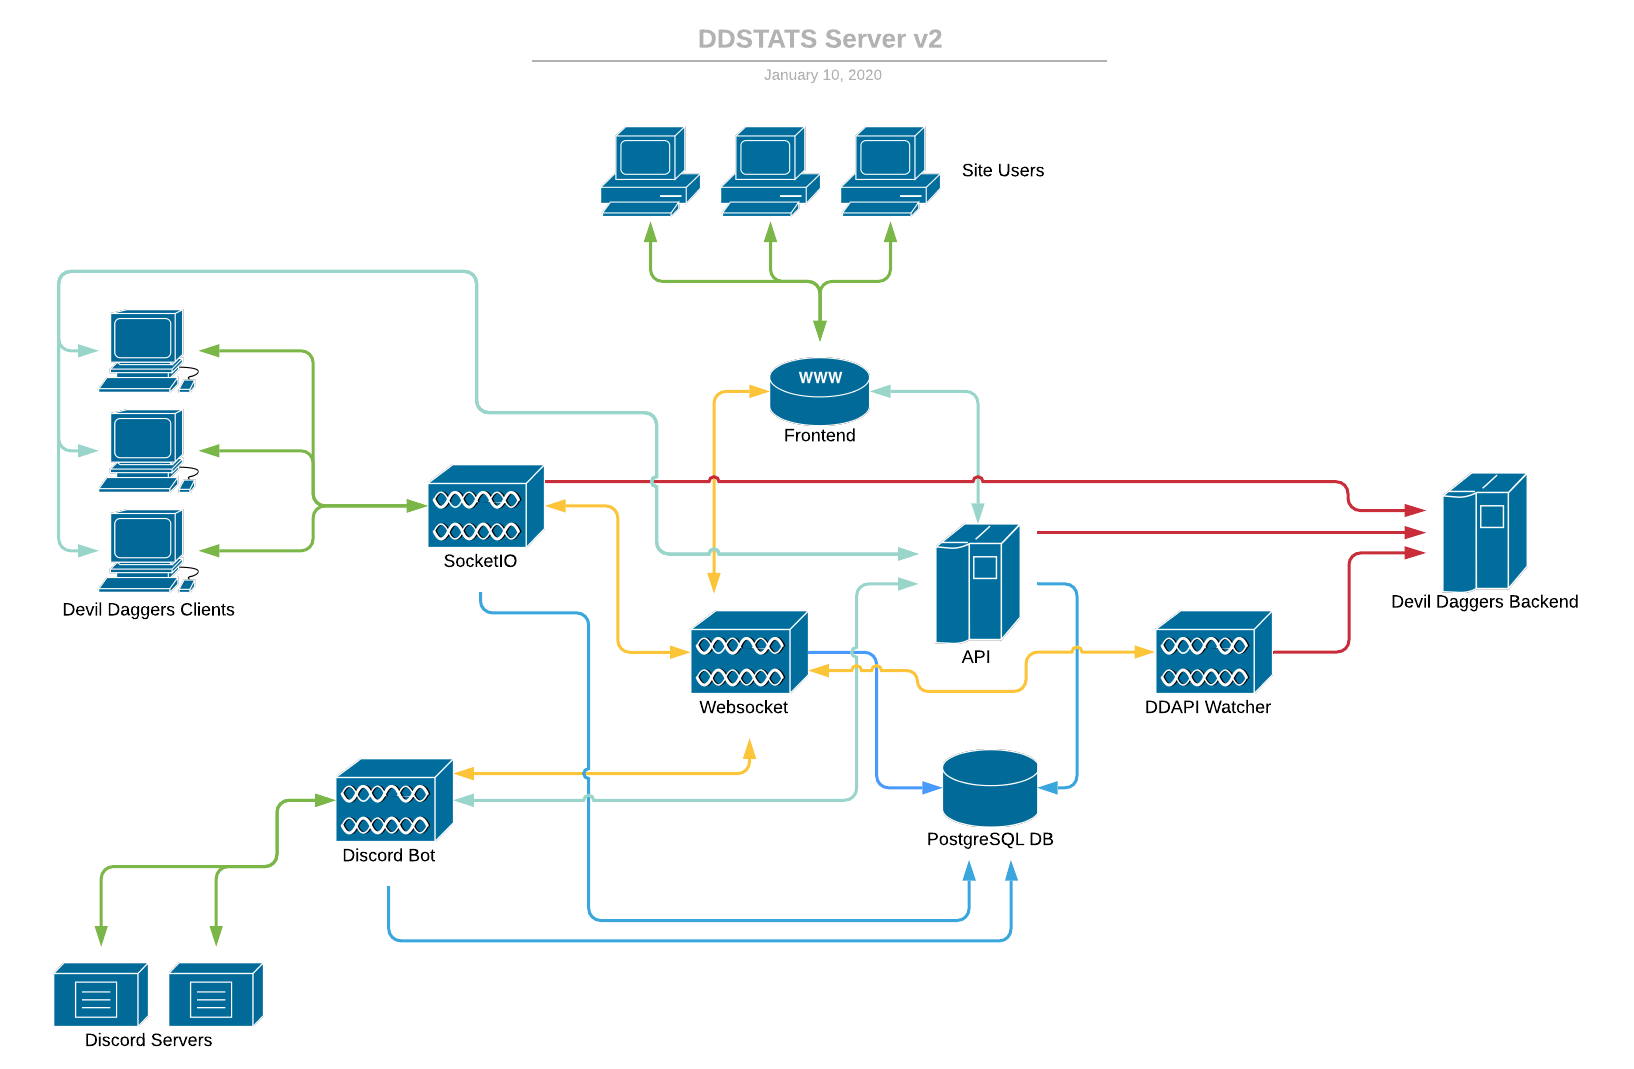 DDSTATS Server v2
January 10, 2020
Site Users
WWW
Frontend
SocketIO
Devil Daggers Clients
Devil Daggers Backend
API
Websocket
DDAPI Watcher
PostgreSQL DB
Discord Bot
Discord Servers